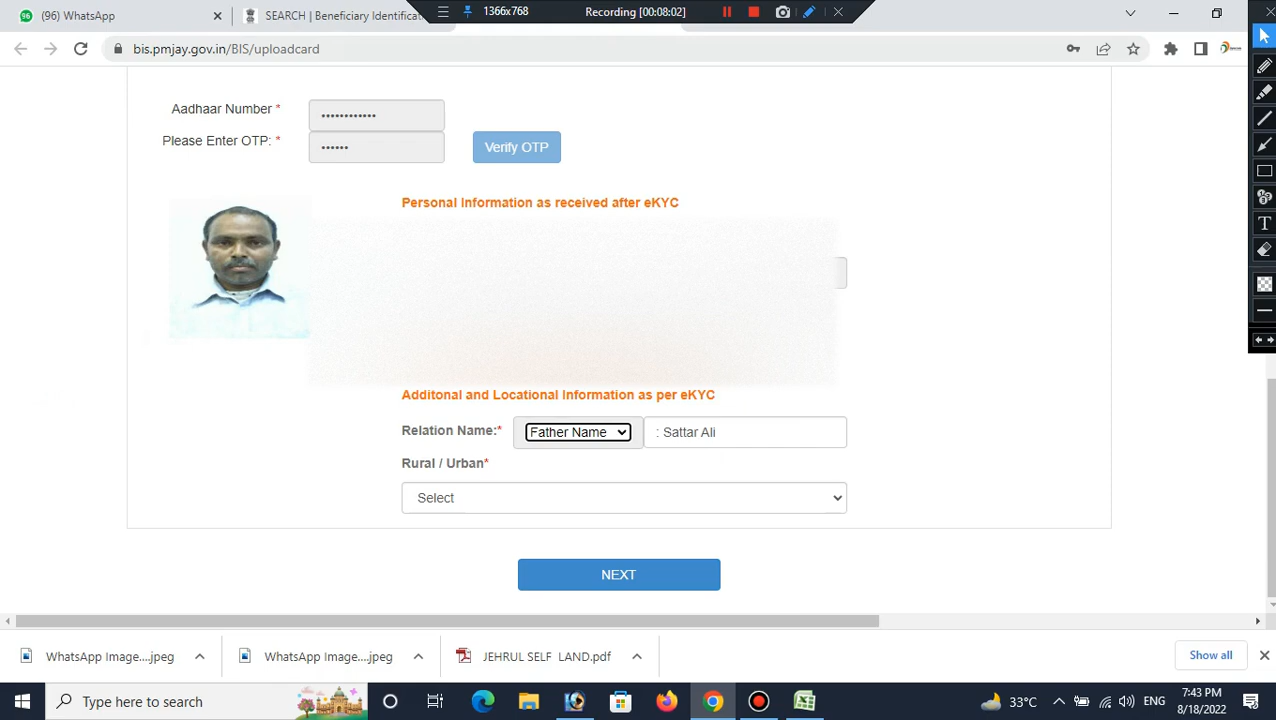 (96) WhatsApp
SEARCH | Beneficiary Identificati
1366x768
Recording [00:08:02]
bis.pmjay.gov.in/BIS/uploadcard
Aadhaar Number *
••••••••••••
Please Enter OTP: *
••••••
Verify OTP
Personal Information as received after eKYC
Additonal and Locational Information as per eKYC
Relation Name:*
Father Name
: Sattar Ali
Rural / Urban*
Select
NEXT
WhatsApp Image....jpeg
WhatsApp Image....jpeg
JEHRUL SELF LAND.pdf
Show all
Type here to search
33°C
ENG
7:43 PM
8/18/2022